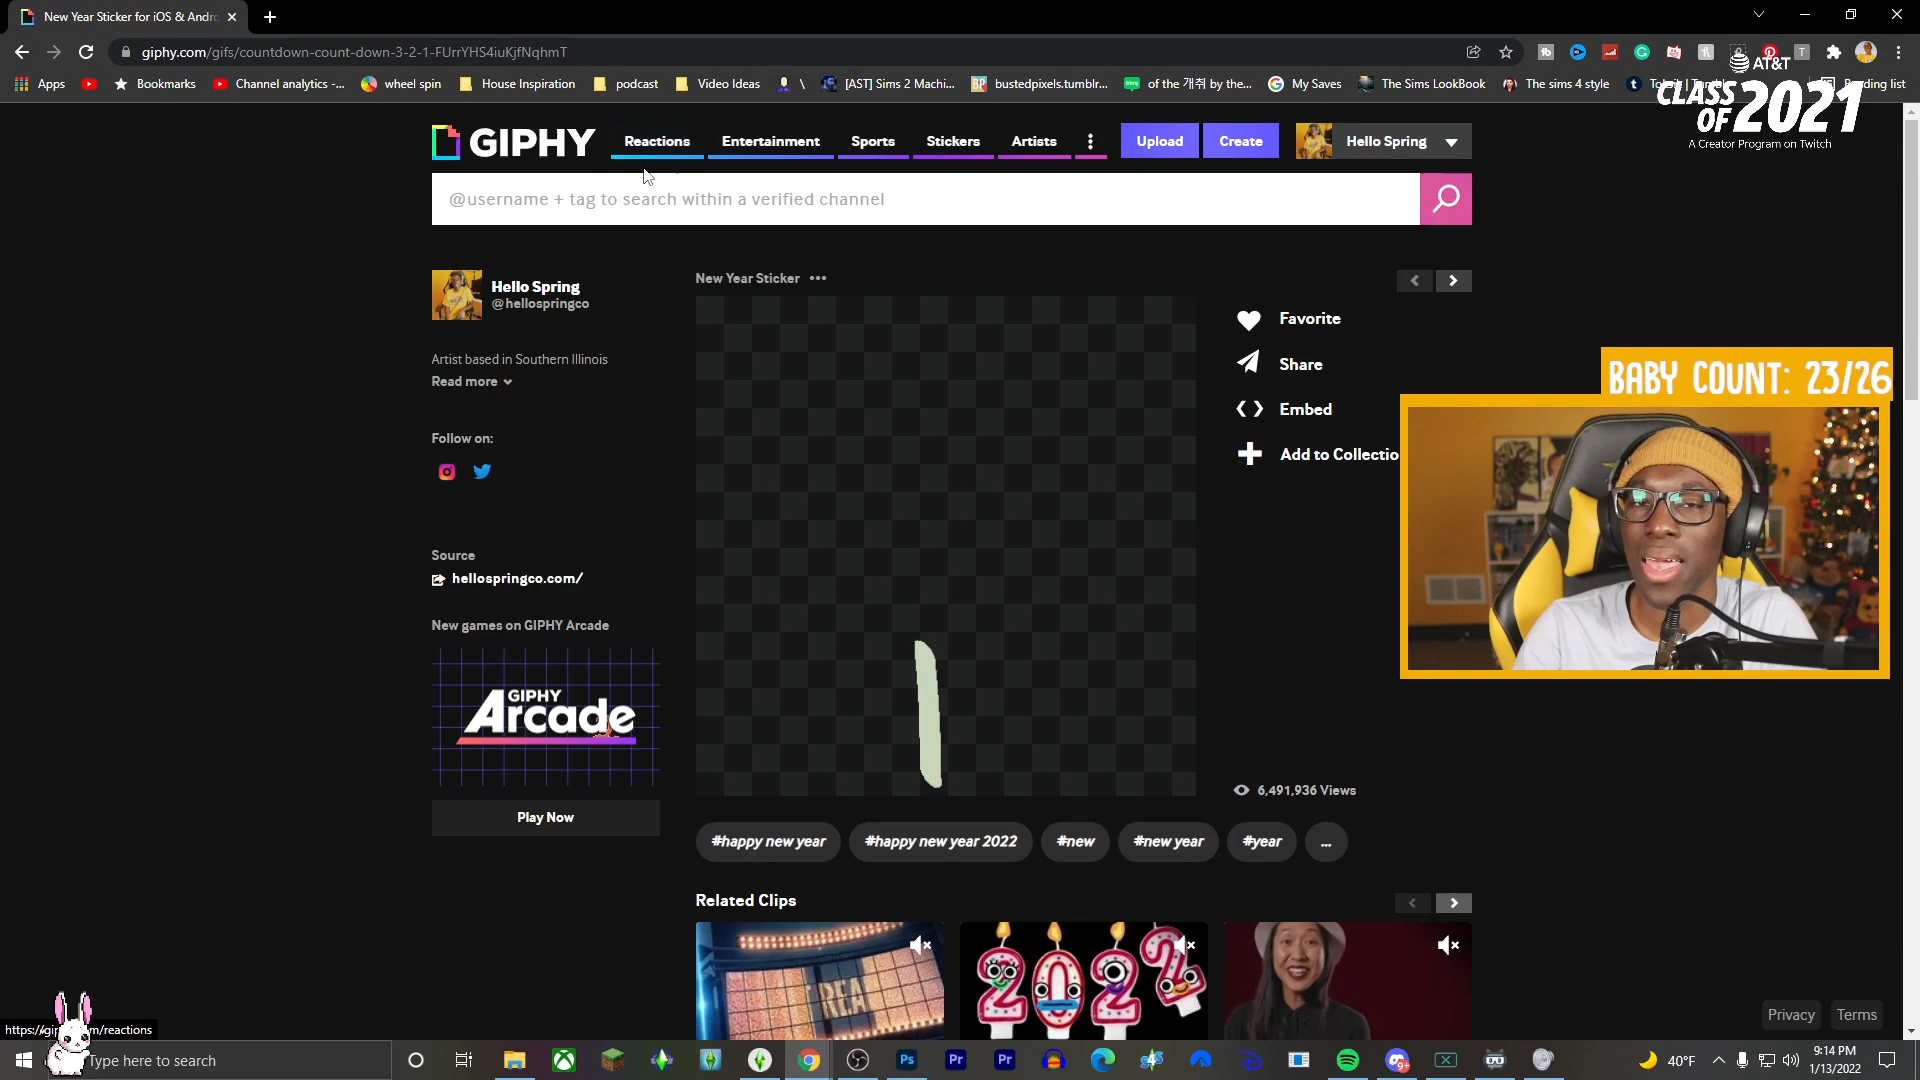 New Year Sticker for iOS & Andr
giphy.com/gifs/countdown-count-down-3-2-1-FUrrYHS4iuKjfNqhmT
Apps
Bookmarks
Channel analytics -...
wheel spin
House Inspiration
podcast
Video Ideas
\
[AST] Sims 2 Machi...
bustedpixels.tumblr...
of the 개취 by the...
My Saves
The Sims LookBook
The sims 4 style
AT&T
CLASS
OF 2021
A Creator Program on Twitch
GIPHY
Reactions
Entertainment
Sports
Stickers
Artists
Upload
Create
Hello Spring
@username + tag to search within a verified channel
Hello Spring
@hellospringco
Artist based in Southern Illinois
Read more
Follow on:
Source
hellospringco.com/
New games on GIPHY Arcade
GIPHY
Arcade
Play Now
New Year Sticker
Favorite
Share
Embed
Add to Collectio
6,491,936 Views
BABY COUNT: 23/26
#happy new year
#happy new year 2022
#new
#new year
#year
...
Related Clips
2022
Privacy
Terms
Type here to search
Ps
Pr
Pr
9+
40°F
9:14 PM
1/13/2022